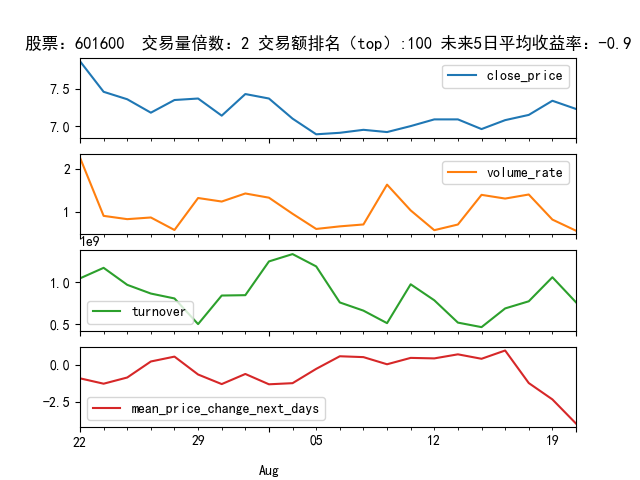 股票：601600  交易量倍数：2 交易额排名（top）:100 未来5日平均收益率：-0.9
7.5
7.0
close_price
2
1
volume_rate
1e9
1.0
0.5
turnover
0.0
-2.5
mean_price_change_next_days
22 29 05 12 19
Aug